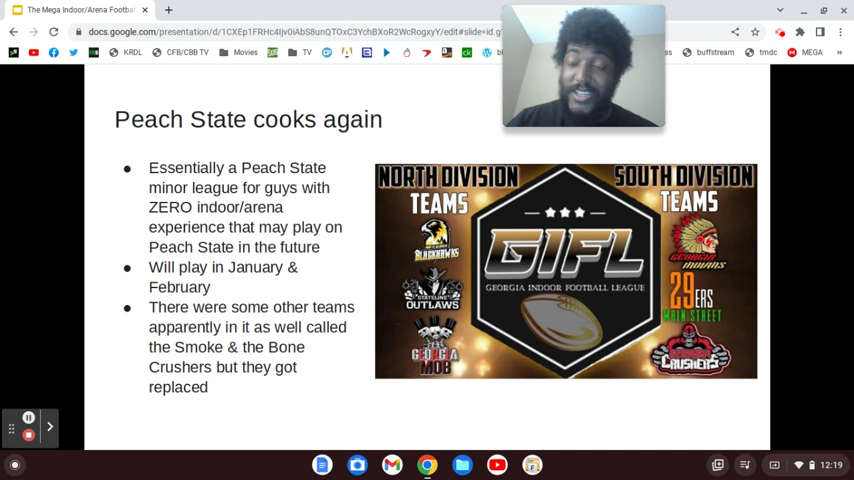 The Mega Indoor/Arena Footba
docs.google.com/presentation/d/1CXEp1FRHc4Ijv0iAbS8unQTOxC3YchBXoR2WcRogxyY/edit#slide=id.g
KRDL
CFB/CBB TV
Movies
TV
ss
buffstream
tmdc
MEGA
Peach State cooks again
● Essentially a Peach State
minor league for guys with
ZERO indoor/arena
experience that may play on
Peach State in the future
● Will play in January &
February
● There were some other teams
apparently in it as well called
the Smoke & the Bone
Crushers but they got
replaced
NORTH DIVISION
TEAMS
BLACKHAWKS
STATELINE
OUTLAWS
GEORGIA
MOB
GIFL
GEORGIA INDOOR FOOTBALL LEAGUE
SOUTH DIVISION
TEAMS
GEORGIA
INDIANS
29ERS
MAIN STREET
GEORGIA
CRUSHERS
12:19